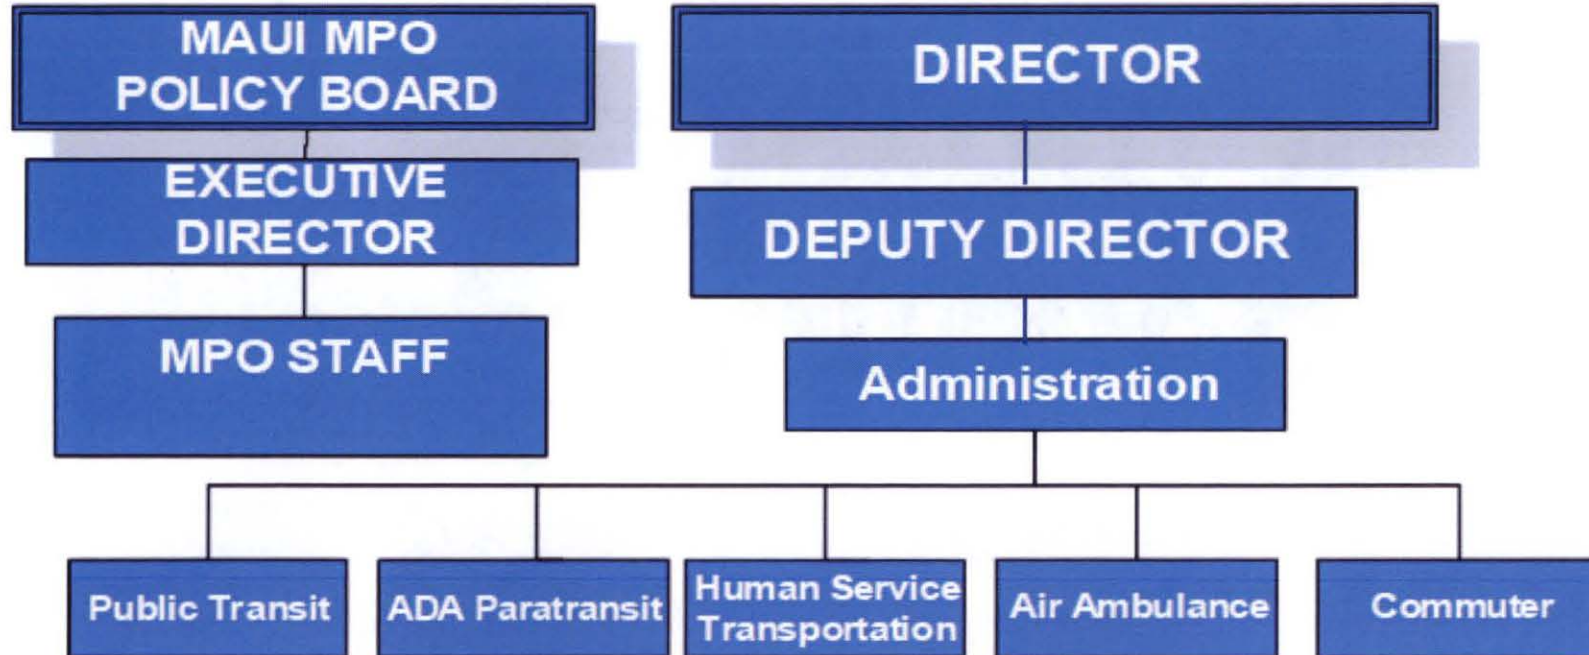 MAUI MPO
POLICY BOARD
DIRECTOR
EXECUTIVE
DIRECTOR
DEPUTY DIRECTOR
MPO STAFF
Administration
Public Transit
ADA Paratransit
Human Service
Transportation
Air Ambulance
Commuter